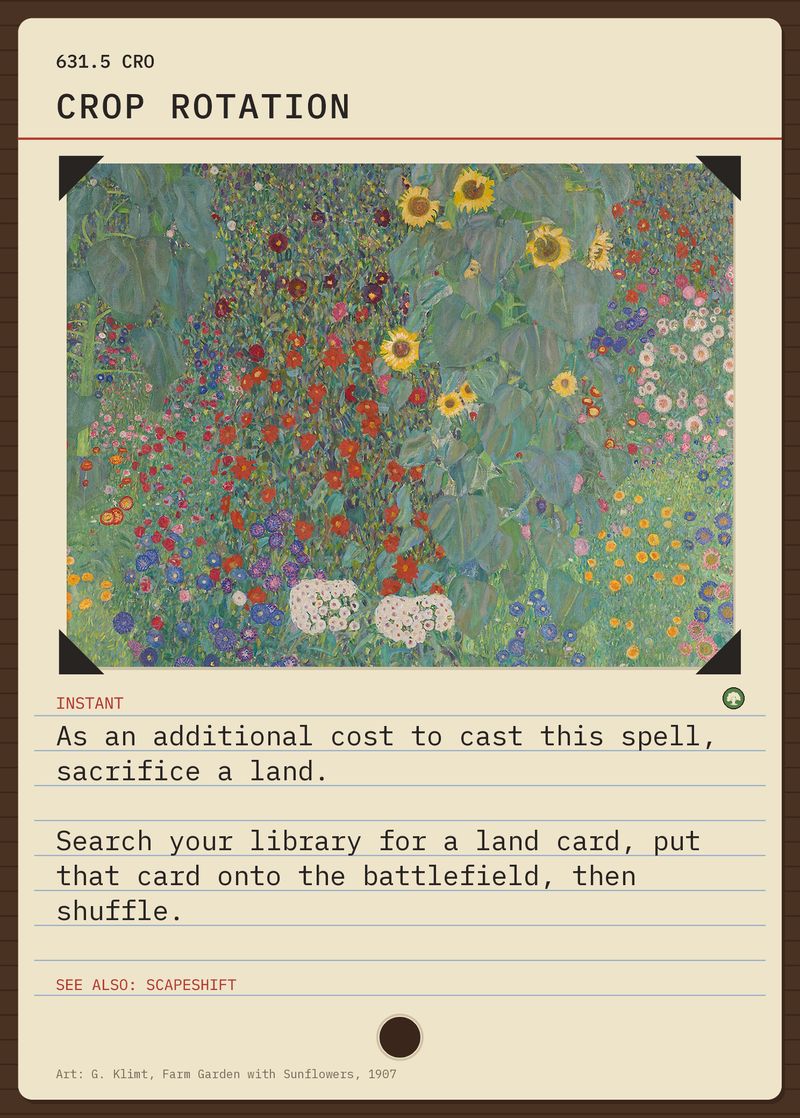 631.5 CRO
CROP ROTATION
INSTANT
As an additional cost to cast this spell,
sacrifice a land.
Search your library for a land card, put
that card onto the battlefield, then
shuffle.
SEE ALSO: SCAPESHIFT
Art: G. Klimt, Farm Garden with Sunflowers, 1907